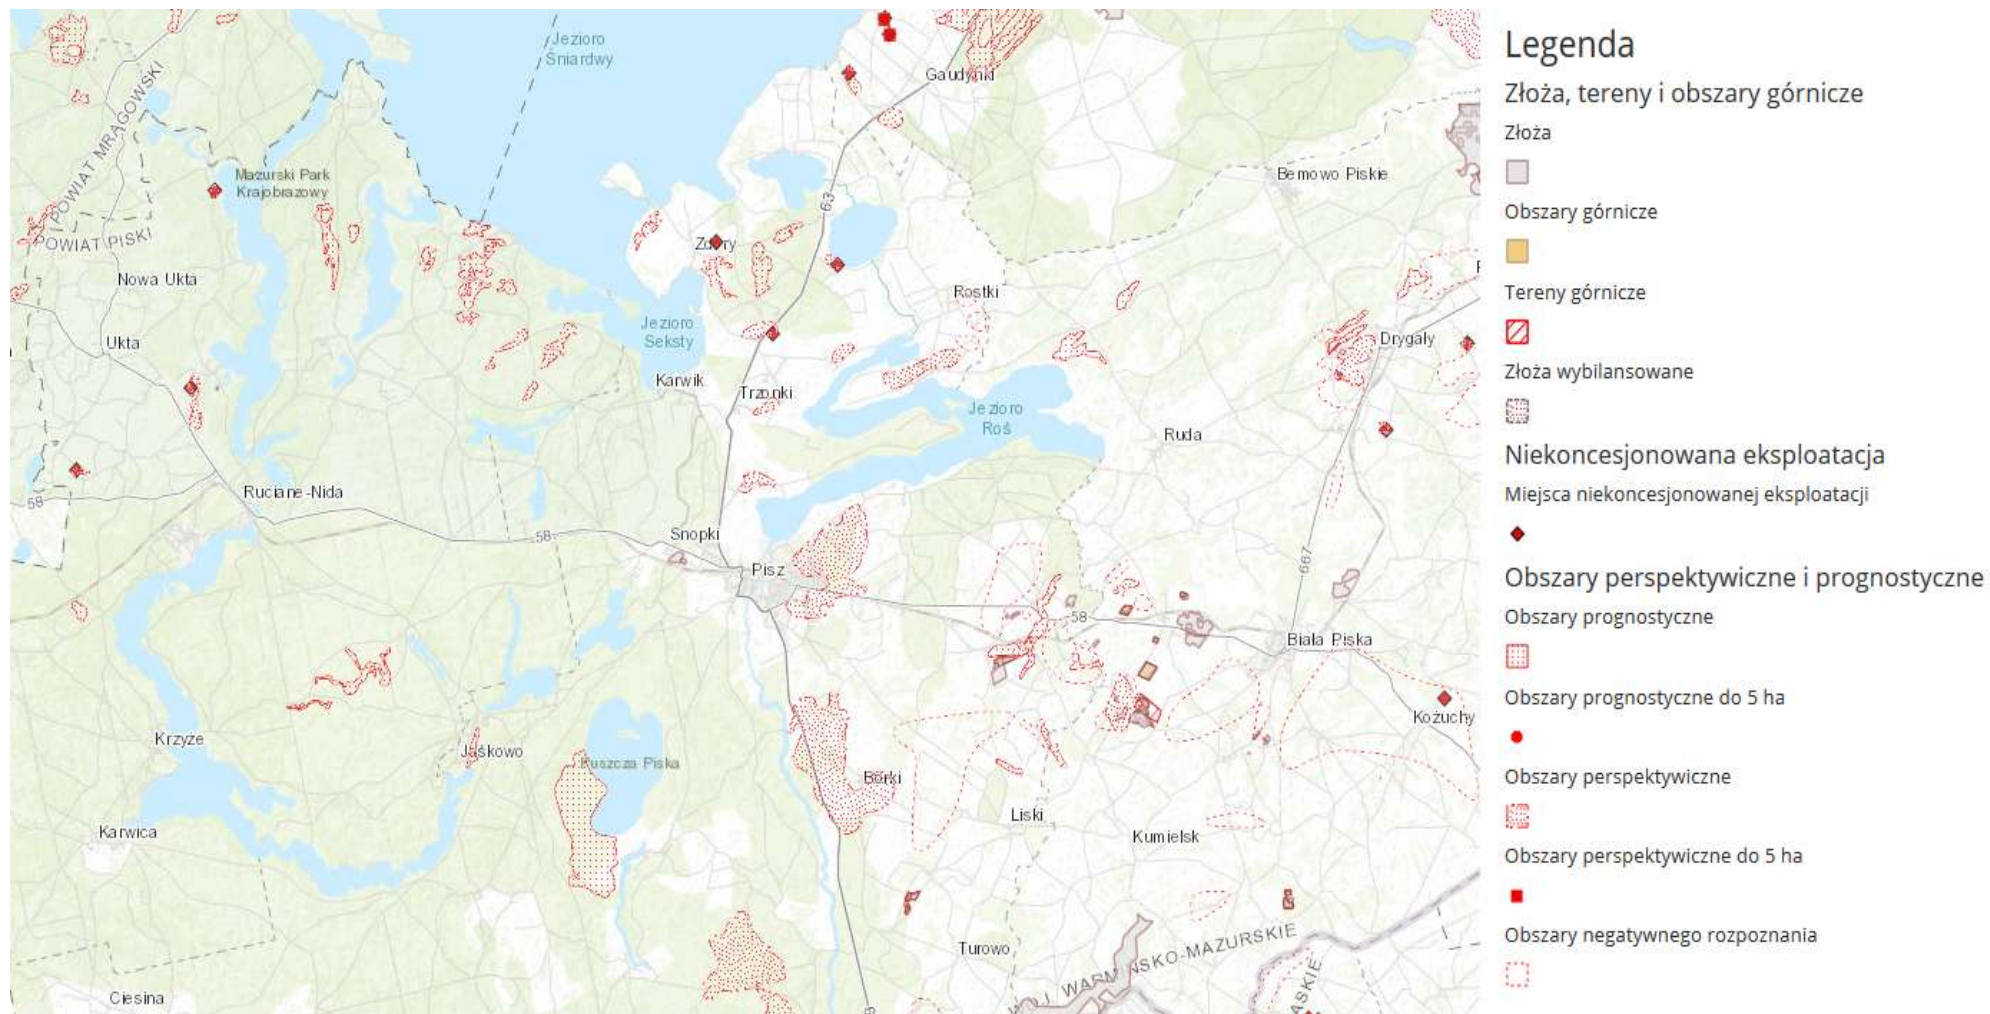 Jezioro
Śniardwy
Gaudynki
POWIAT MRĄGOWSKI
Mazurski Park
Krajobrazowy
Bemowo Piskie
63
POWIAT PISKI
Zdory
Nowa Ukta
Rostki
Jezioro
Seksty
Ukta
Drygały
Karwik
Trzonki
Jezioro
Roś
Ruda
Ruciane-Nida
58
Snopki
58
Pisz
667
58
Biała Piska
Kożuchy
Krzyże
Jaśkowo
Puszcza Piska
Borki
Liski
Karwica
Kumielsk
Turowo
WOJ. WARMIŃSKO-MAZURSKIE
Ciesina
Legenda
Złoża, tereny i obszary górnicze
Złoża
Obszary górnicze
Tereny górnicze
Złoża wybilansowane
Niekoncesjonowana eksploatacja
Miejsca niekoncesjonowanej eksploatacji
Obszary perspektywiczne i prognostyczne
Obszary prognostyczne
Obszary prognostyczne do 5 ha
Obszary perspektywiczne
Obszary perspektywiczne do 5 ha
Obszary negatywnego rozpoznania